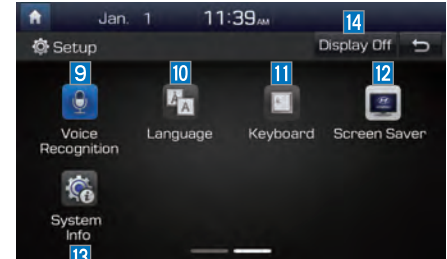 Jan. 1 11:39AM
14
Setup Display Off
9 10 11 12
Voice Recognition Language Keyboard Screen Saver
System Info
13